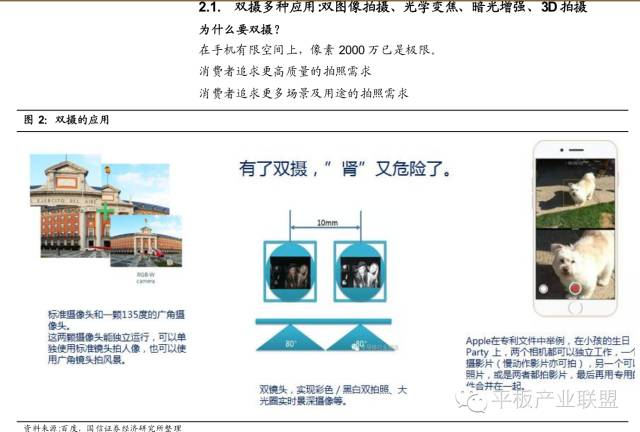 2.1. 双摄多种应用:双图像拍摄、光学变焦、暗光增强、3D 拍摄
为什么要双摄？
在手机有限空间上，像素 2000 万已是极限。
消费者追求更高质量的拍照需求
消费者追求更多场景及用途的拍照需求
图 2: 双摄的应用
有了双摄，”肾”又危险了。
EJERCITO DEL AIRE
RGB-W
camera
标准摄像头和一颗135度的广角摄
像头。
这两颗摄像头能独立运行，可以单
独使用标准镜头拍人像，也可以使
用广角镜头拍风景。
10mm
80°
80°
双镜头，实现彩色／黑白双拍照、大
光圈实时景深摄像等。
Apple在专利文件中举例，在小孩的生日
Party 上，两个相机都可以独立工作，一个
摄影片（慢动作影片亦可拍），另一个可以
照片，或是两者都拍影片，最后再用专用的
件合并在一起。
平板产业联盟
资料来源:百度，国信证券经济研究所整理